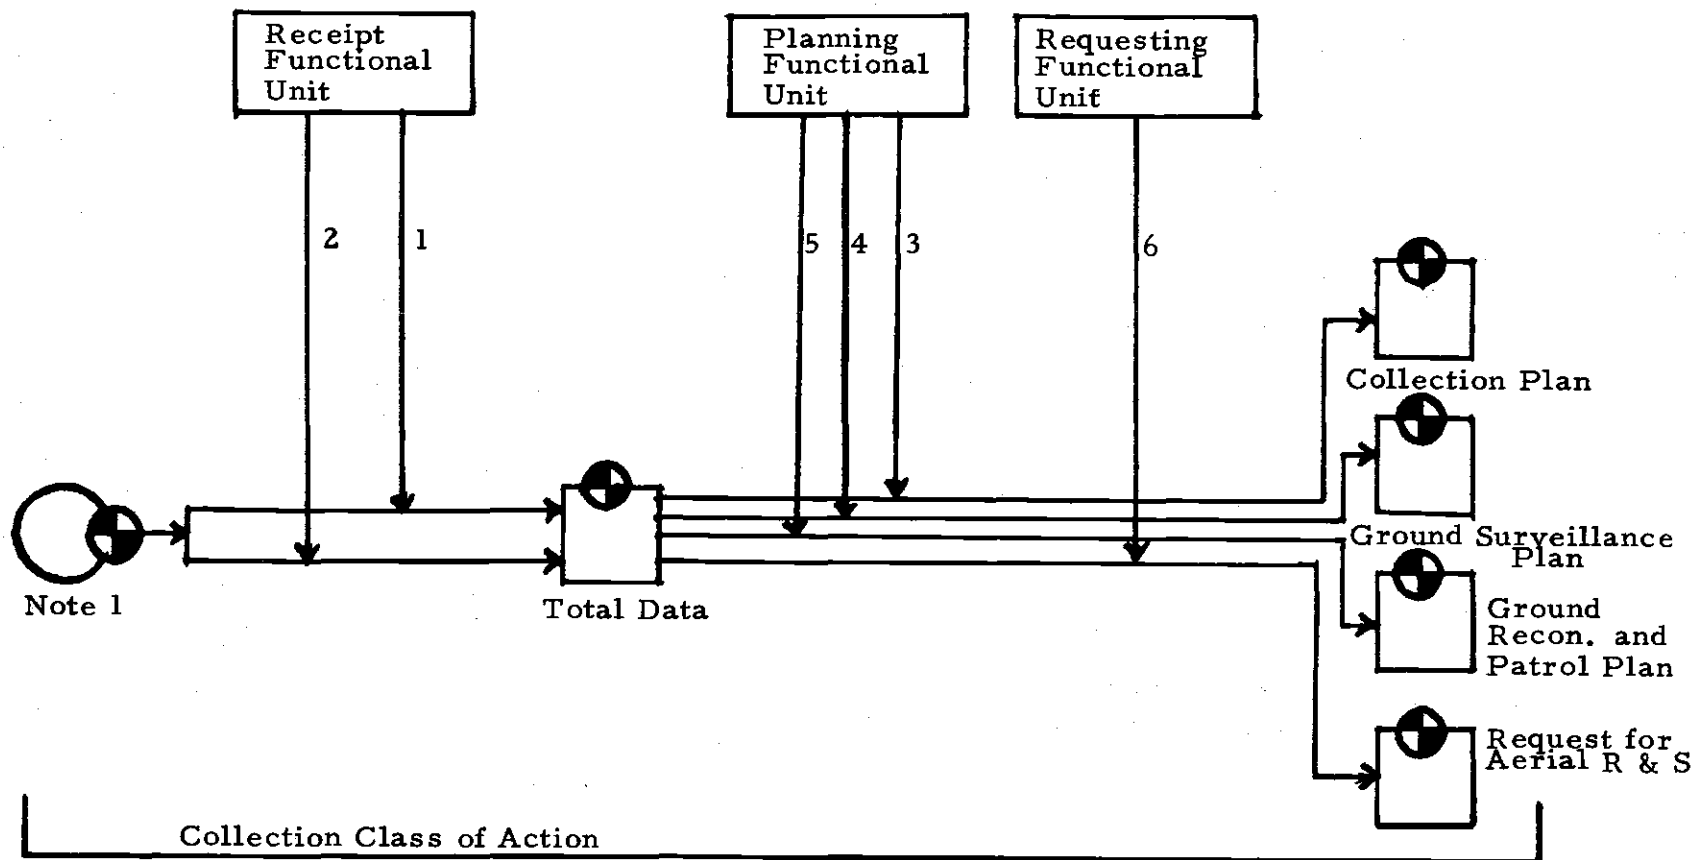 Receipt
Functional
Unit
Planning
Functional
Unit
Requesting
Functional
Unit
2
1
5
4
3
6
Collection Plan
Ground Surveillance
Plan
Note 1
Total Data
Ground
Recon. and
Patrol Plan
Request for
Aerial R & S
Collection Class of Action